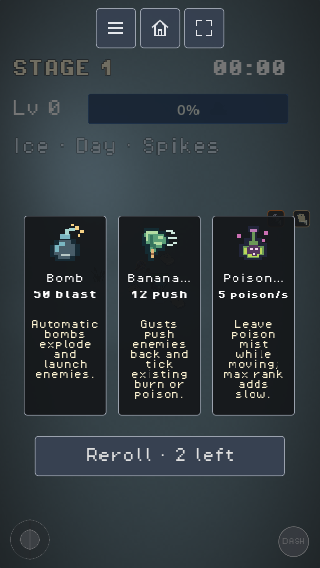 STAGE 1 00:00
Lv 0 0%
Ice · Day · Spikes
Bomb
50 blast
Automatic
bombs
explode
and
launch
enemies.
Banana...
12 push
Gusts
push
enemies
back and
tick
existing
burn or
poison.
Poison...
5 poison/s
Leave
poison
mist
while
moving;
max rank
adds
slow.
Reroll · 2 left
DASH